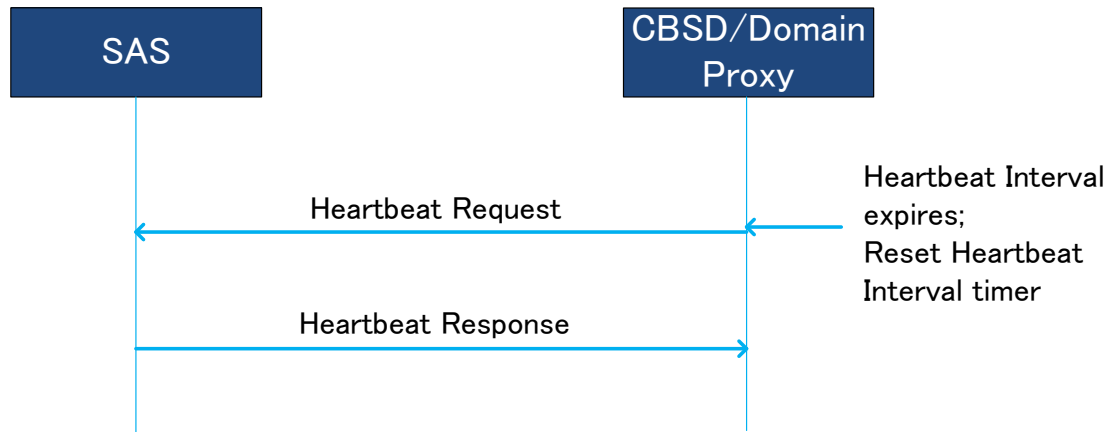 SAS
CBSD/Domain
Proxy
Heartbeat Interval
expires;
Reset Heartbeat
Interval timer
Heartbeat Request
Heartbeat Response